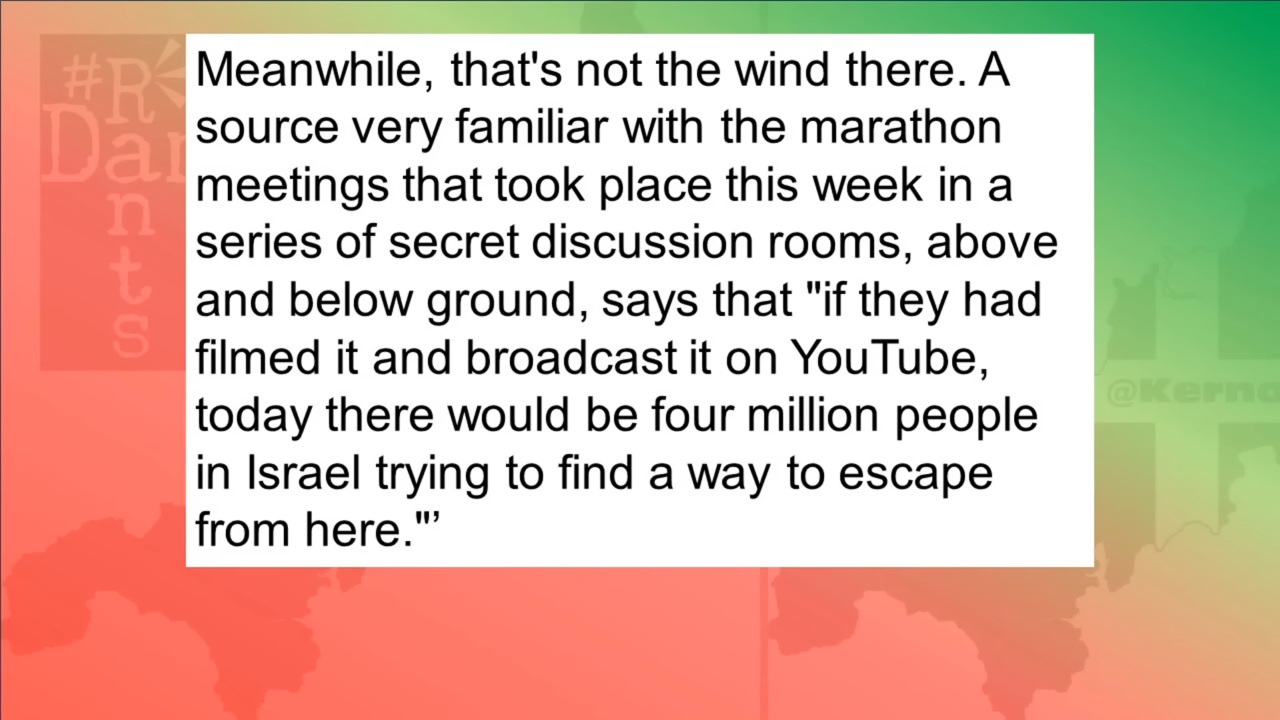 #R
Dan
n
t
s
Meanwhile, that's not the wind there. A
source very familiar with the marathon
meetings that took place this week in a
series of secret discussion rooms, above
and below ground, says that "if they had
filmed it and broadcast it on YouTube,
today there would be four million people
in Israel trying to find a way to escape
from here."’
@Kerno